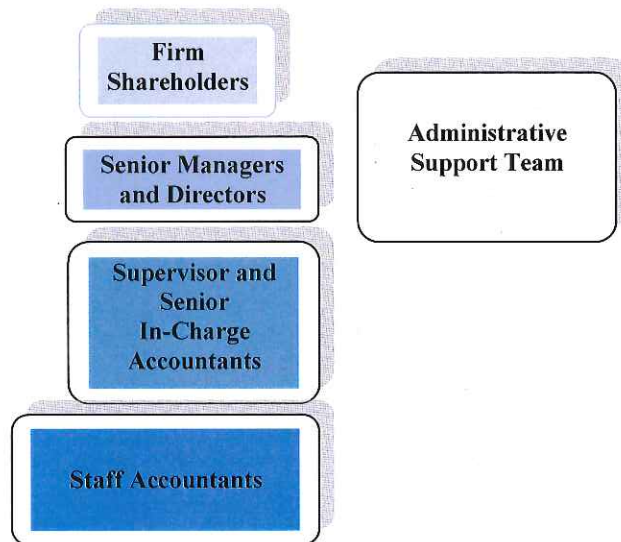 Firm
Shareholders
Senior Managers
and Directors
Supervisor and
Senior
In-Charge
Accountants
Staff Accountants
Administrative
Support Team